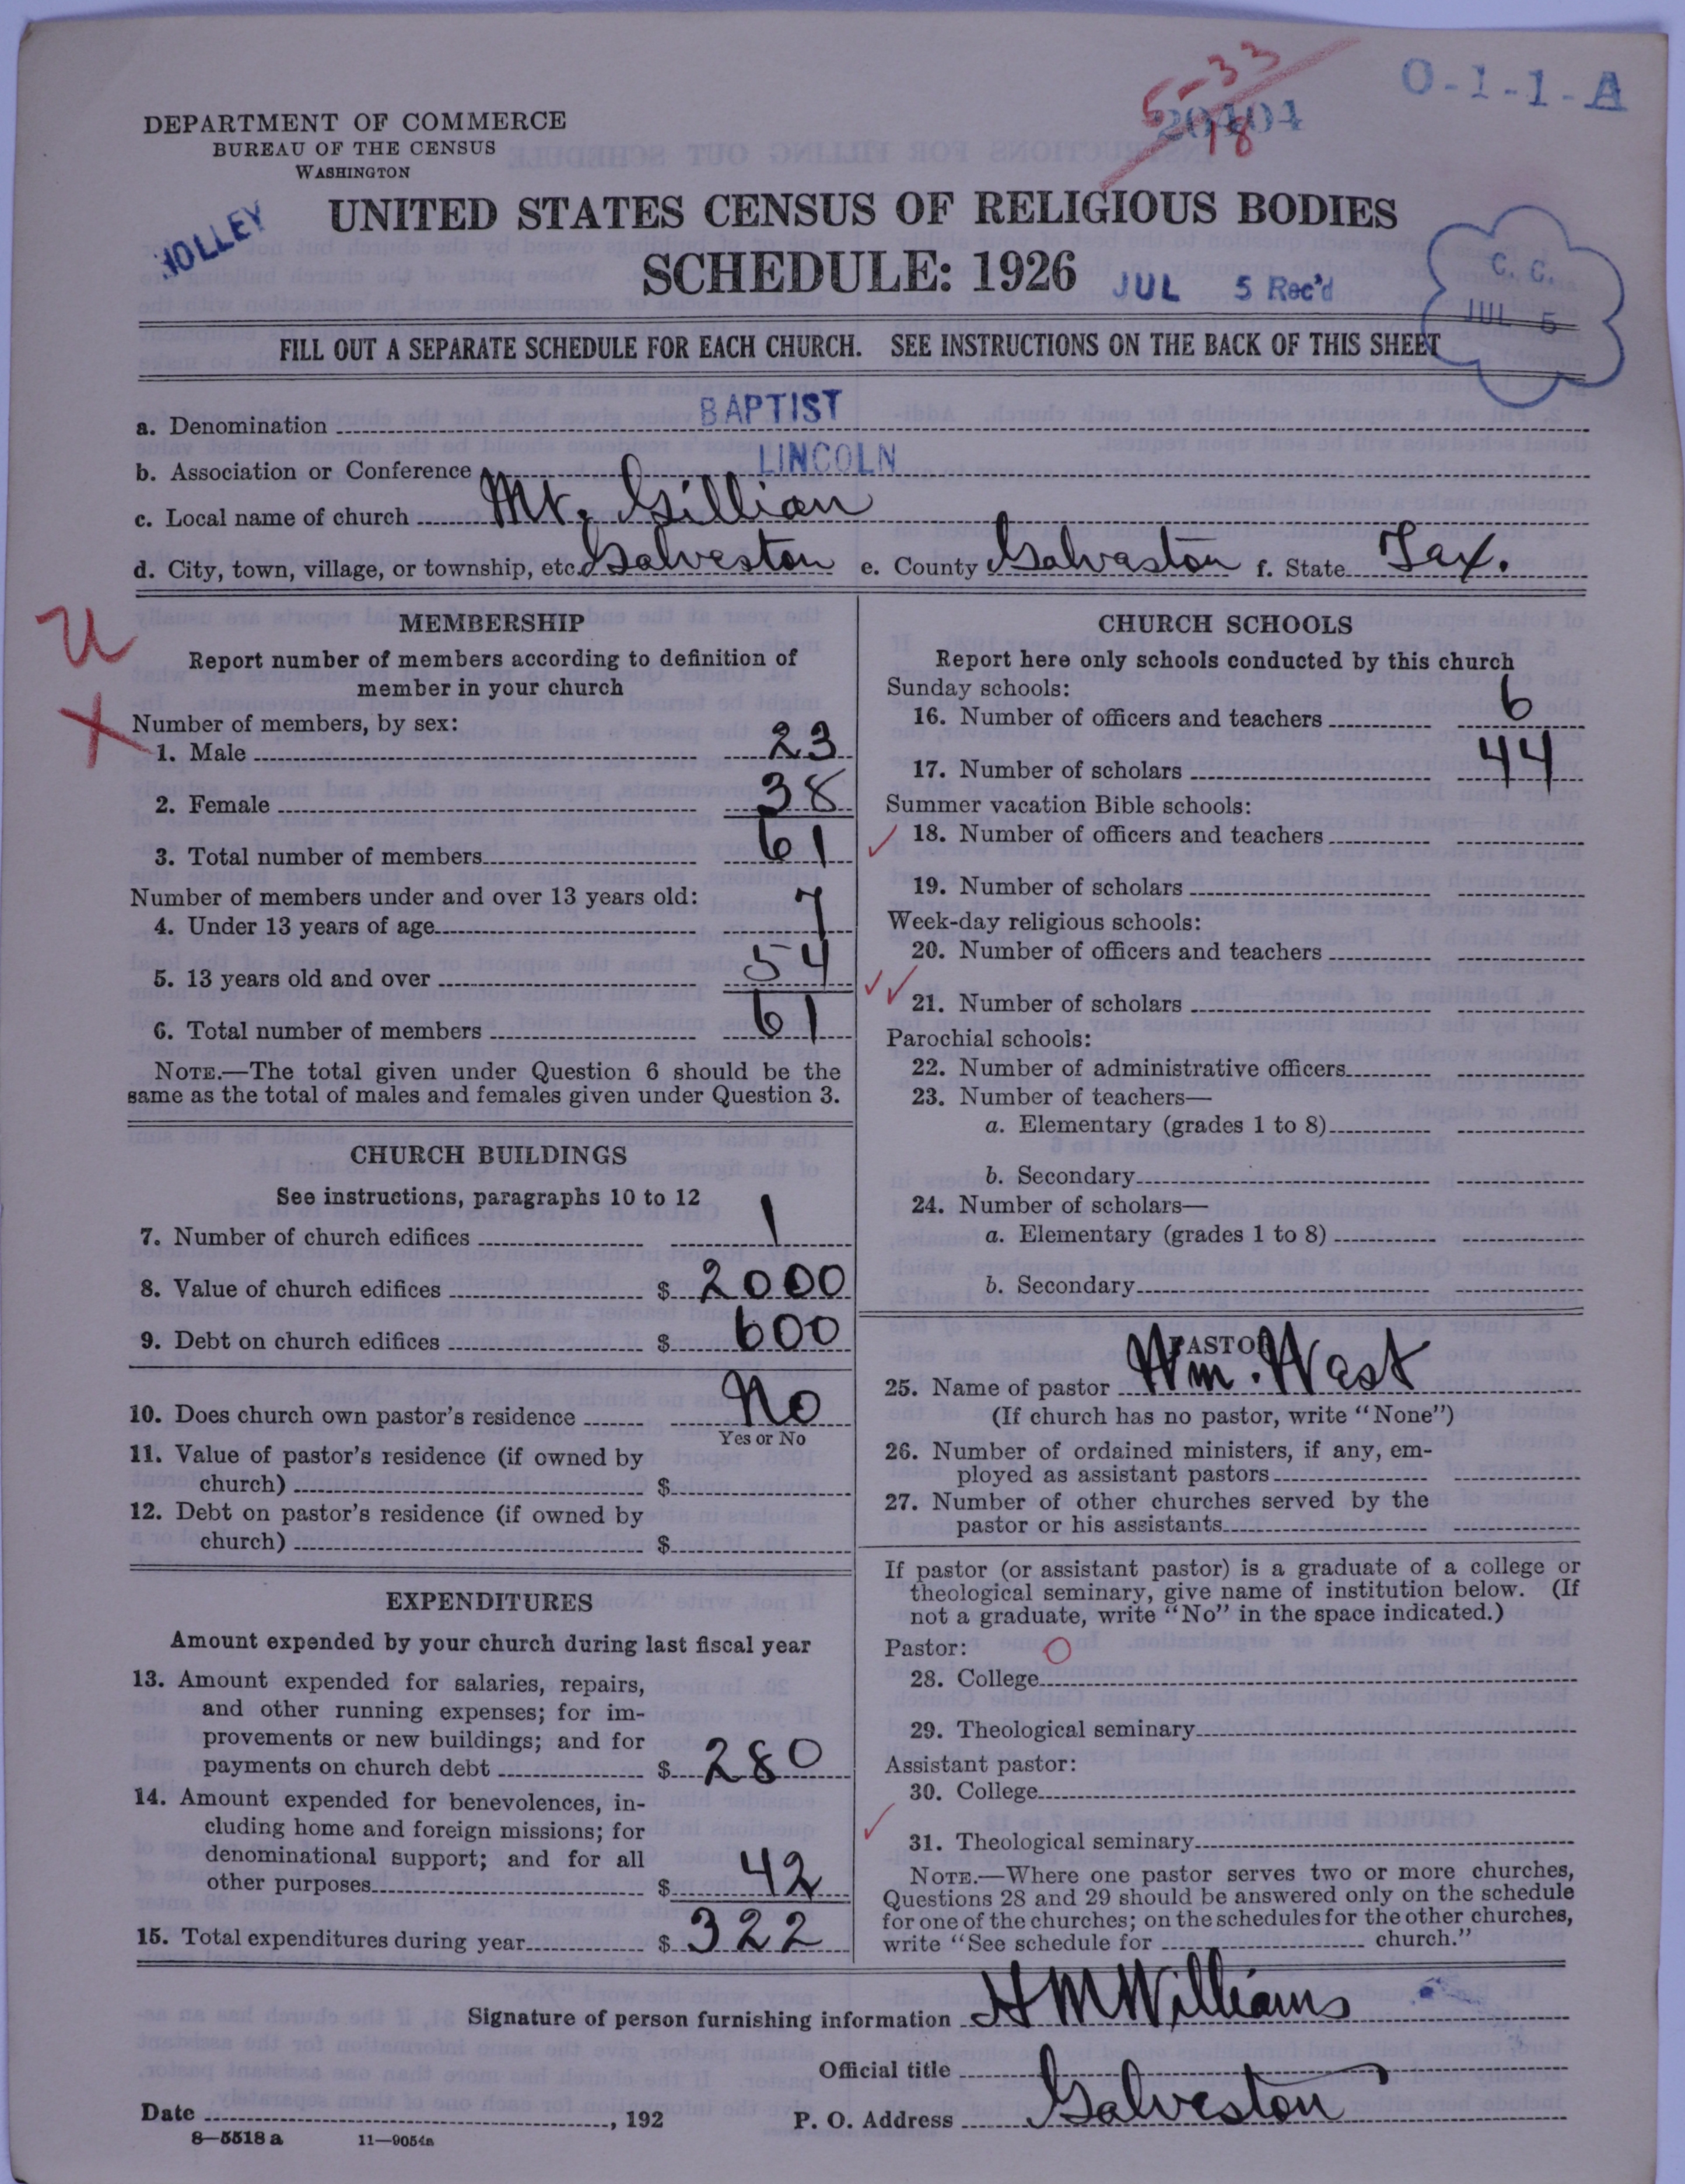 5-33
18
20404
O-1-1-A
DEPARTMENT OF COMMERCE
BUREAU OF THE CENSUS
WASHINGTON
HOLLEY
UNITED STATES CENSUS OF RELIGIOUS BODIES
SCHEDULE: 1926
JUL 5 Rec'd
C. C.
JUL 5
FILL OUT A SEPARATE SCHEDULE FOR EACH CHURCH. SEE INSTRUCTIONS ON THE BACK OF THIS SHEET
a. Denomination BAPTIST
b. Association or Conference LINCOLN
c. Local name of church Mt. Gillian
d. City, town, village, or township, etc. Galveston e. County Galvaston f. State Tax.
U
X
MEMBERSHIP
Report number of members according to definition of
member in your church
Number of members, by sex:
1. Male 23
2. Female 38
3. Total number of members 61
Number of members under and over 13 years old:
4. Under 13 years of age 7
5. 13 years old and over 54
6. Total number of members 61
NOTE.—The total given under Question 6 should be the
same as the total of males and females given under Question 3.
CHURCH BUILDINGS
See instructions, paragraphs 10 to 12
7. Number of church edifices 1
8. Value of church edifices $ 2000
9. Debt on church edifices $ 600
10. Does church own pastor's residence No
Yes or No
11. Value of pastor's residence (if owned by
church) $
12. Debt on pastor's residence (if owned by
church) $
EXPENDITURES
Amount expended by your church during last fiscal year
13. Amount expended for salaries, repairs,
and other running expenses; for im-
provements or new buildings; and for
payments on church debt $ 280
14. Amount expended for benevolences, in-
cluding home and foreign missions; for
denominational support; and for all
other purposes $ 42
15. Total expenditures during year $ 322
CHURCH SCHOOLS
Report here only schools conducted by this church
Sunday schools:
16. Number of officers and teachers 6
17. Number of scholars 44
Summer vacation Bible schools:
18. Number of officers and teachers
19. Number of scholars
Week-day religious schools:
20. Number of officers and teachers
21. Number of scholars
Parochial schools:
22. Number of administrative officers
23. Number of teachers—
a. Elementary (grades 1 to 8)
b. Secondary
24. Number of scholars—
a. Elementary (grades 1 to 8)
b. Secondary
PASTOR
25. Name of pastor Wm. West
(If church has no pastor, write "None")
26. Number of ordained ministers, if any, em-
ployed as assistant pastors
27. Number of other churches served by the
pastor or his assistants
If pastor (or assistant pastor) is a graduate of a college or
theological seminary, give name of institution below. (If
not a graduate, write "No" in the space indicated.)
Pastor: O
28. College
29. Theological seminary
Assistant pastor:
30. College
31. Theological seminary
NOTE.—Where one pastor serves two or more churches,
Questions 28 and 29 should be answered only on the schedule
for one of the churches; on the schedules for the other churches,
write "See schedule for church."
Signature of person furnishing information H M Williams
Official title
Date , 192 P. O. Address Galveston
8—5518 a 11—9054a